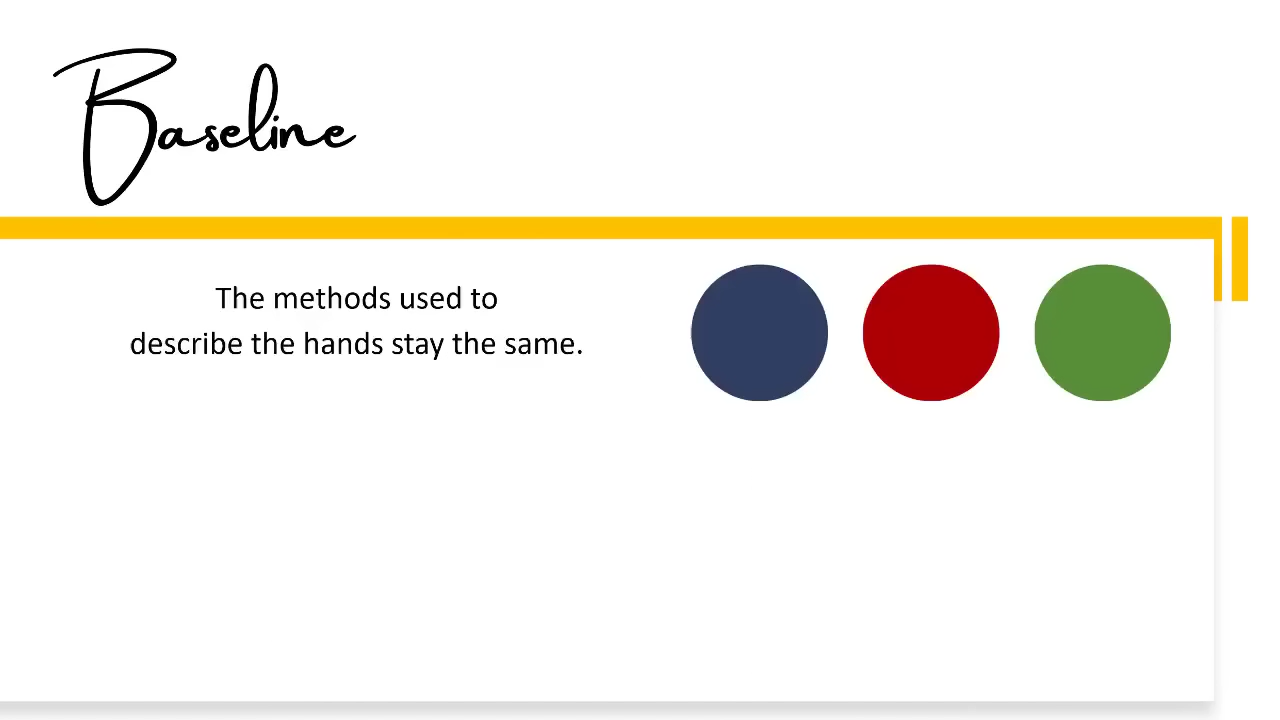 Baseline
The methods used to
describe the hands stay the same.